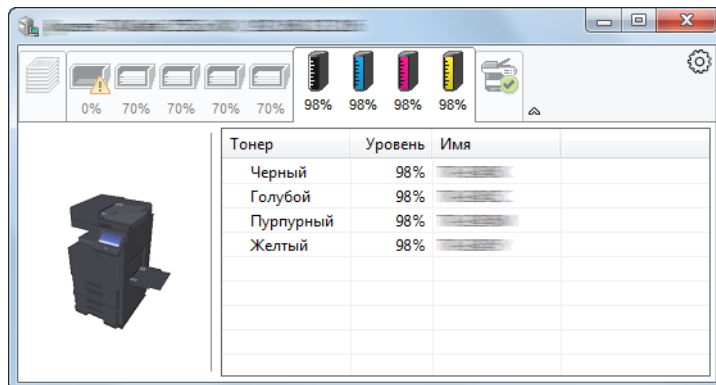 0% 70% 70% 70% 70% 98% 98% 98% 98%
Тонер Уровень Имя
Черный 98%
Голубой 98%
Пурпурный 98%
Желтый 98%